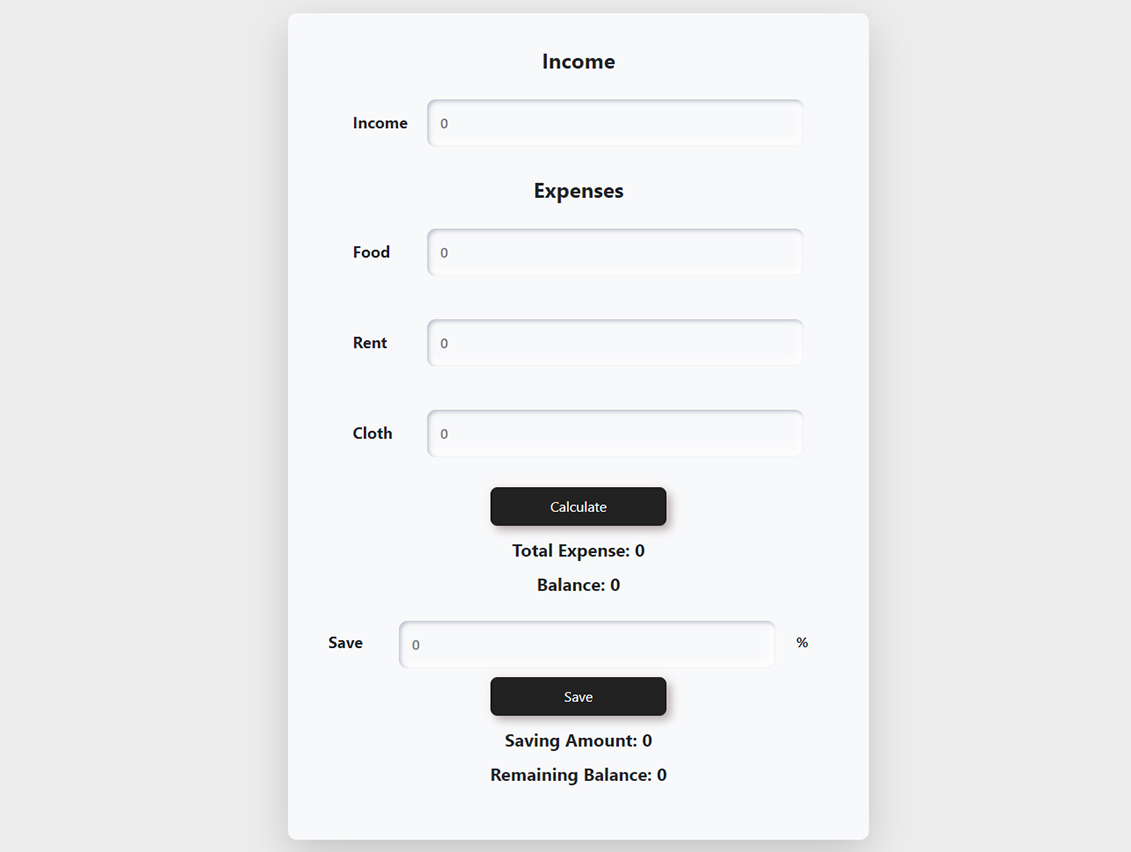 Income
Income 0
Expenses
Food 0
Rent 0
Cloth 0
Calculate
Total Expense: 0
Balance: 0
Save 0 %
Save
Saving Amount: 0
Remaining Balance: 0